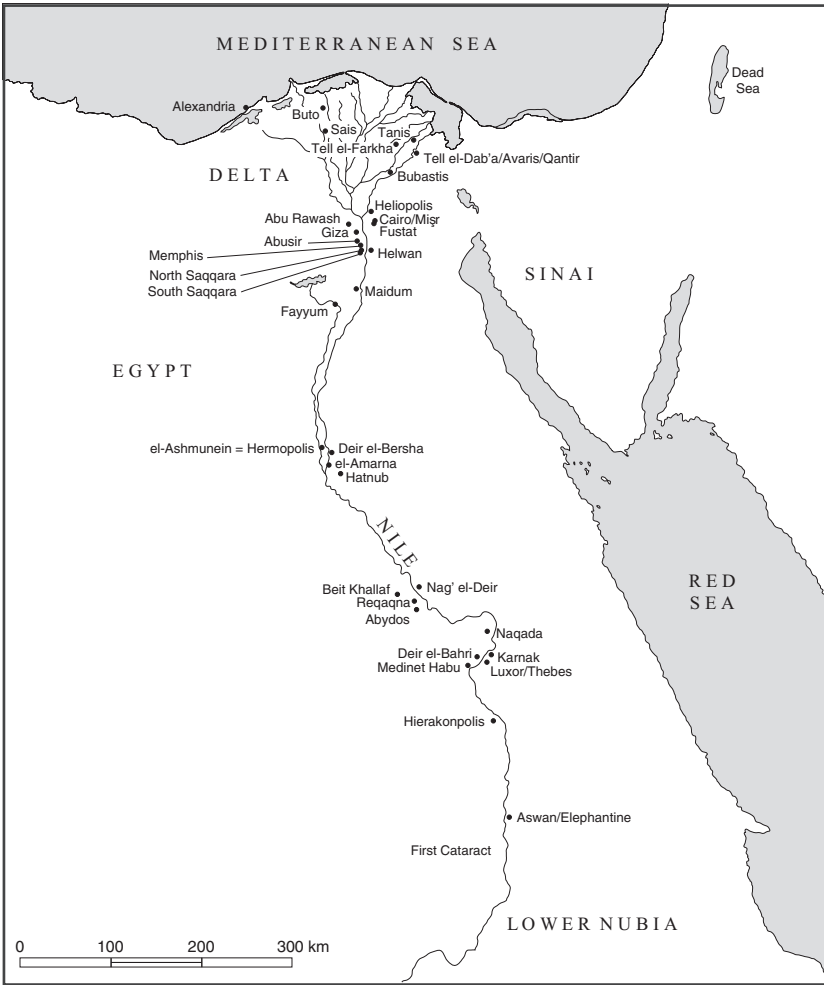 MEDITERRANEAN SEA
Dead
Sea
Alexandria
Buto
Sais
Tanis
Tell el-Farkha
Tell el-Dab'a/Avaris/Qantir
DELTA
Bubastis
Heliopolis
Abu Rawash
Cairo/Miṣr
Giza
Fustat
Abusir
Memphis
Helwan
North Saqqara
SINAI
South Saqqara
Maidum
Fayyum
EGYPT
el-Ashmunein = Hermopolis
Deir el-Bersha
el-Amarna
Hatnub
NILE
RED
SEA
Beit Khallaf
Nag' el-Deir
Reqaqna
Abydos
Naqada
Deir el-Bahri
Karnak
Medinet Habu
Luxor/Thebes
Hierakonpolis
Aswan/Elephantine
First Cataract
LOWER NUBIA
0 100 200 300 km